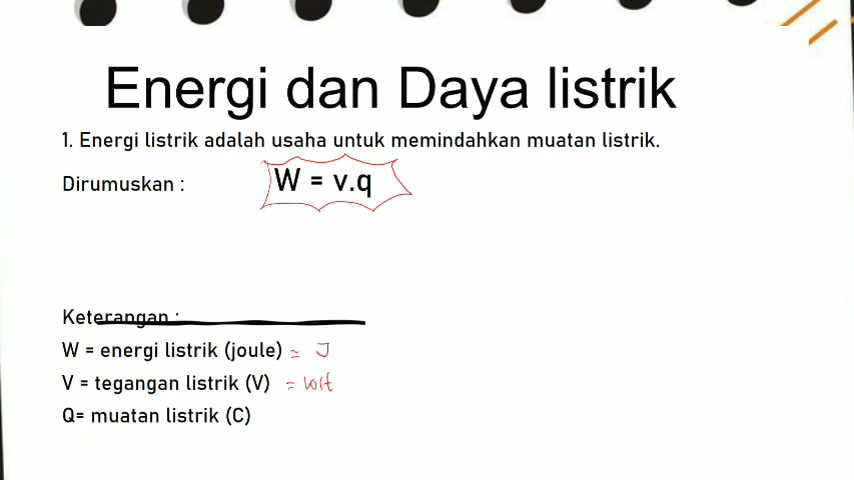 Energi dan Daya listrik
1. Energi listrik adalah usaha untuk memindahkan muatan listrik.
Dirumuskan :
W = v.q
Keterangan :
W = energi listrik (joule) = J
V = tegangan listrik (V) = volt
Q= muatan listrik (C)